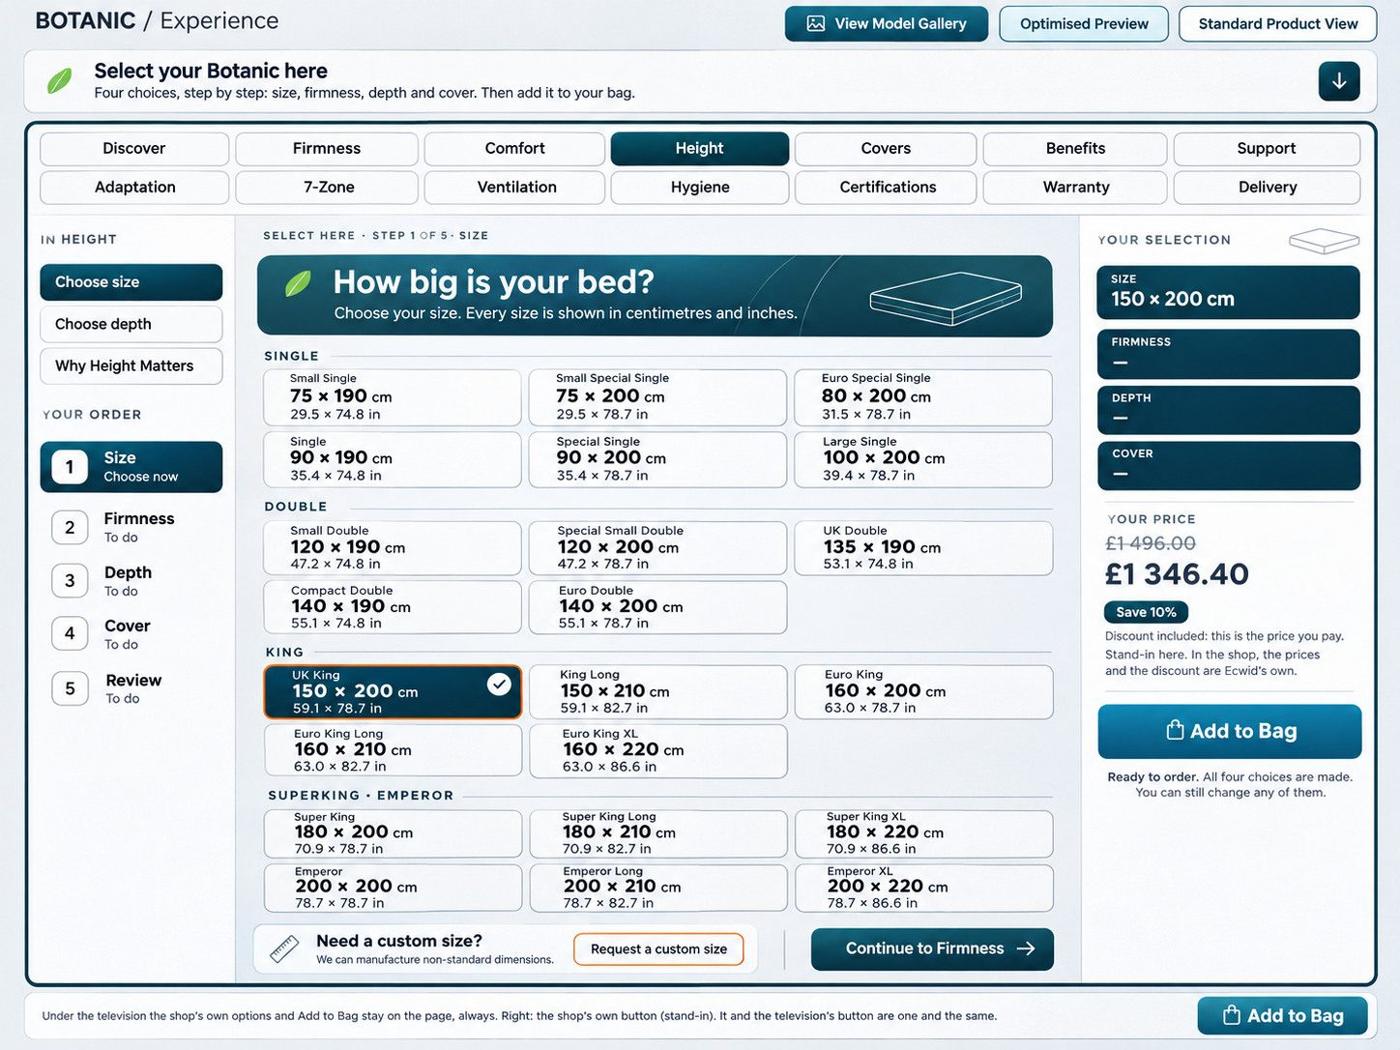 BOTANIC / Experience
View Model Gallery
Optimised Preview
Standard Product View
Select your Botanic here
Four choices, step by step: size, firmness, depth and cover. Then add it to your bag.
Discover
Firmness
Comfort
Height
Covers
Benefits
Support
Adaptation
7-Zone
Ventilation
Hygiene
Certifications
Warranty
Delivery
IN HEIGHT
Choose size
Choose depth
Why Height Matters
YOUR ORDER
1
Size
Choose now
2
Firmness
To do
3
Depth
To do
4
Cover
To do
5
Review
To do
SELECT HERE · STEP 1 OF 5 · SIZE
How big is your bed?
Choose your size. Every size is shown in centimetres and inches.
SINGLE
Small Single
75 × 190 cm
29.5 × 74.8 in
Small Special Single
75 × 200 cm
29.5 × 78.7 in
Euro Special Single
80 × 200 cm
31.5 × 78.7 in
Single
90 × 190 cm
35.4 × 74.8 in
Special Single
90 × 200 cm
35.4 × 78.7 in
Large Single
100 × 200 cm
39.4 × 78.7 in
DOUBLE
Small Double
120 × 190 cm
47.2 × 74.8 in
Special Small Double
120 × 200 cm
47.2 × 78.7 in
UK Double
135 × 190 cm
53.1 × 74.8 in
Compact Double
140 × 190 cm
55.1 × 74.8 in
Euro Double
140 × 200 cm
55.1 × 78.7 in
KING
UK King
150 × 200 cm
59.1 × 78.7 in
King Long
150 × 210 cm
59.1 × 82.7 in
Euro King
160 × 200 cm
63.0 × 78.7 in
Euro King Long
160 × 210 cm
63.0 × 82.7 in
Euro King XL
160 × 220 cm
63.0 × 86.6 in
SUPERKING · EMPEROR
Super King
180 × 200 cm
70.9 × 78.7 in
Super King Long
180 × 210 cm
70.9 × 82.7 in
Super King XL
180 × 220 cm
70.9 × 86.6 in
Emperor
200 × 200 cm
78.7 × 78.7 in
Emperor Long
200 × 210 cm
78.7 × 82.7 in
Emperor XL
200 × 220 cm
78.7 × 86.6 in
Need a custom size?
We can manufacture non-standard dimensions.
Request a custom size
Continue to Firmness
YOUR SELECTION
SIZE
150 × 200 cm
FIRMNESS
—
DEPTH
—
COVER
—
YOUR PRICE
£1 496.00
£1 346.40
Save 10%
Discount included: this is the price you pay.
Stand-in here. In the shop, the prices
and the discount are Ecwid's own.
Add to Bag
Ready to order. All four choices are made.
You can still change any of them.
Under the television the shop's own options and Add to Bag stay on the page, always. Right: the shop's own button (stand-in). It and the television's button are one and the same.
Add to Bag